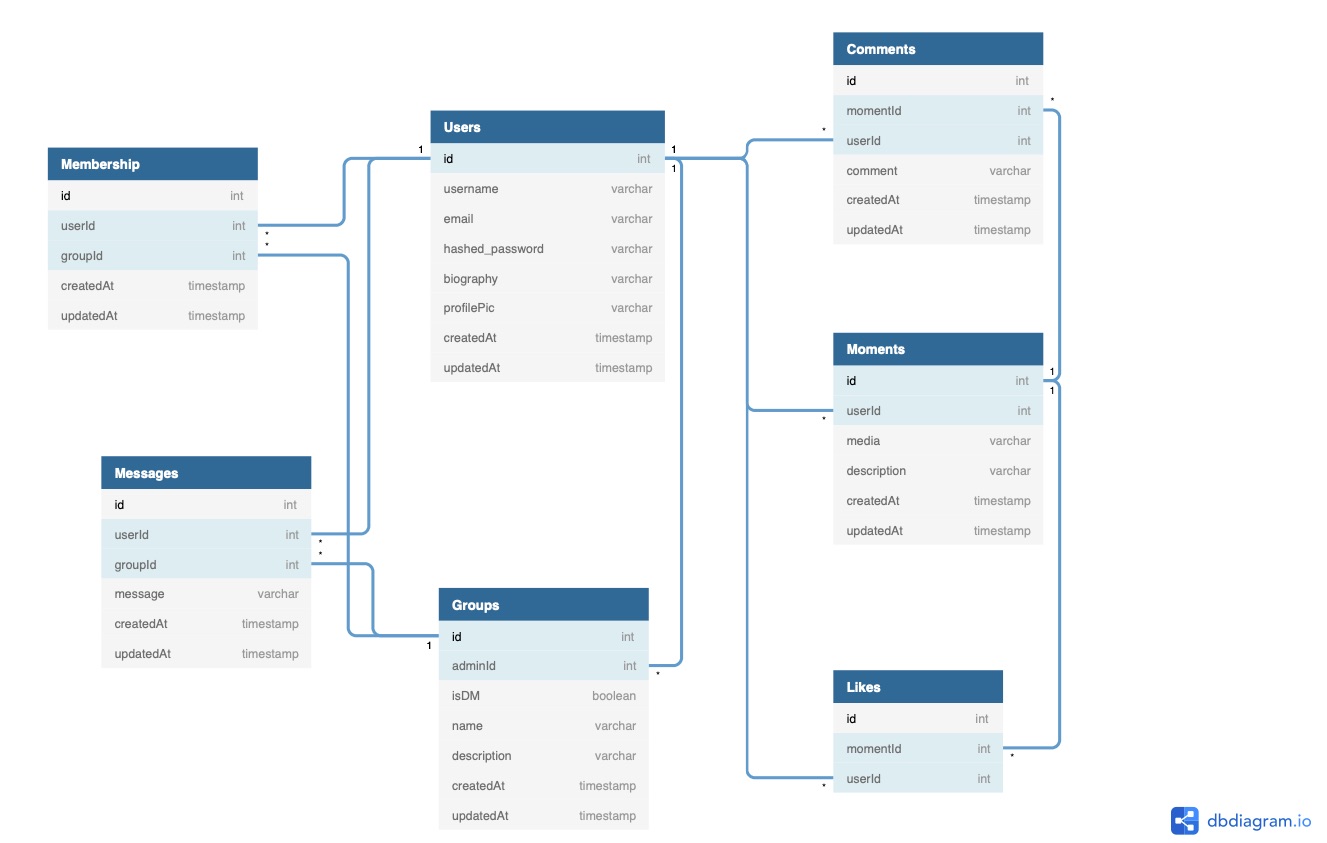 Comments
id int
momentId int
*
* userId int
comment varchar
createdAt timestamp
updatedAt timestamp
Users
1 id int 1
1
username varchar
email varchar
hashed_password varchar
biography varchar
profilePic varchar
createdAt timestamp
updatedAt timestamp
Membership
id int
userId int
*
*
groupId int
createdAt timestamp
updatedAt timestamp
Moments
id int 1
1
userId int
*
media varchar
description varchar
createdAt timestamp
updatedAt timestamp
Messages
id int
userId int
*
*
groupId int
message varchar
createdAt timestamp
updatedAt timestamp
Groups
id int
1
adminId int
*
isDM boolean
name varchar
description varchar
createdAt timestamp
updatedAt timestamp
Likes
id int
momentId int
*
userId int
*
dbdiagram.io